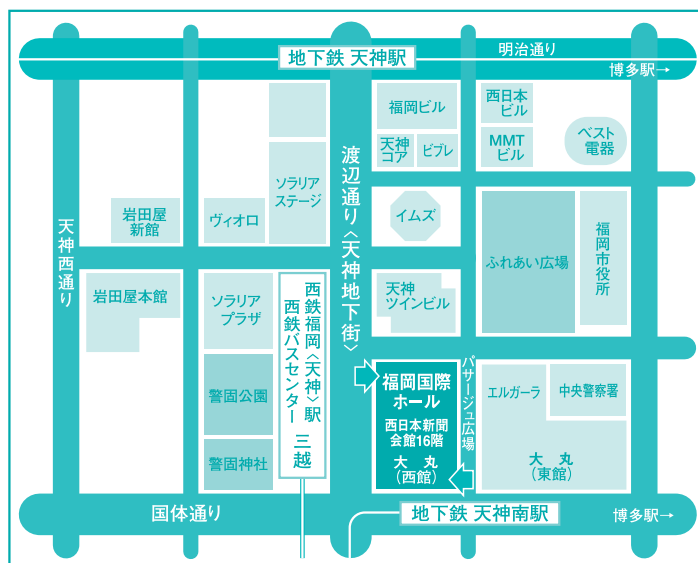 地下鉄 天神駅
明治通り
博多駅→
福岡ビル
西日本
ビル
天神
コア
ビブレ
MMT
ビル
ベスト
電器
ソラリア
ステージ
渡辺通り〈天神地下街〉
天神西通り
岩田屋
新館
ヴィオロ
イムズ
ふれあい広場
福岡市役所
岩田屋本館
ソラリア
プラザ
西鉄福岡〈天神〉駅
西鉄バスセンター
三越
天神
ツインビル
警固公園
警固神社
福岡国際
ホール
西日本新聞
会館16階
大丸
（西館）
パサージュ広場
エルガーラ
中央警察署
大丸
（東館）
国体通り
地下鉄 天神南駅
博多駅→